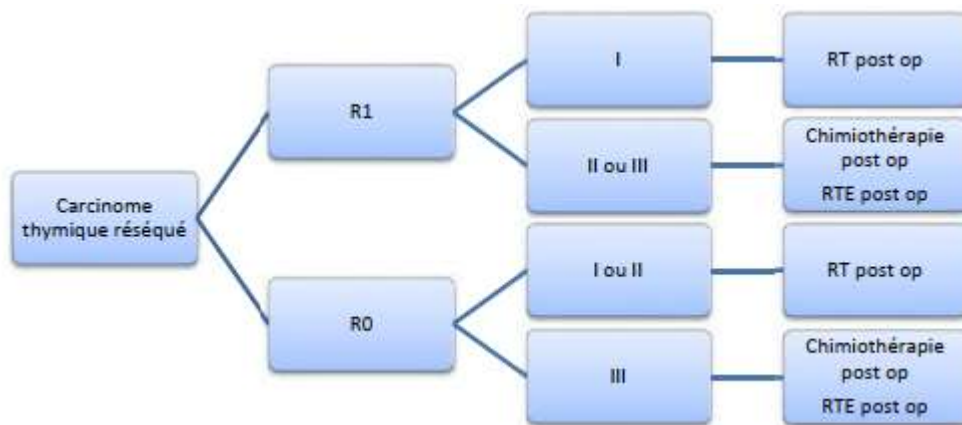 Carcinome
thymique réséqué
R1
I
RT post op
II ou III
Chimiothérapie
post op
RTE post op
R0
I ou II
RT post op
III
Chimiothérapie
post op
RTE post op